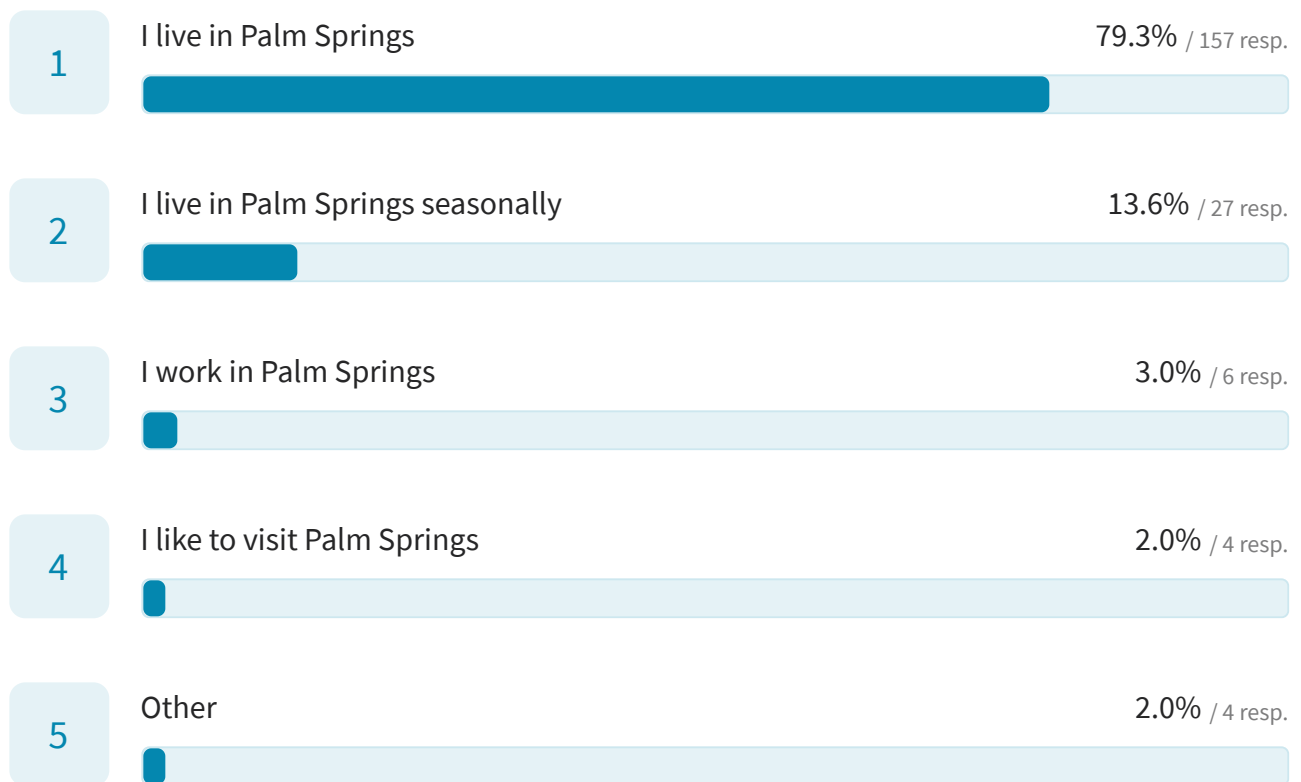 1
I live in Palm Springs 79.3% / 157 resp.
2
I live in Palm Springs seasonally 13.6% / 27 resp.
3
I work in Palm Springs 3.0% / 6 resp.
4
I like to visit Palm Springs 2.0% / 4 resp.
5
Other 2.0% / 4 resp.